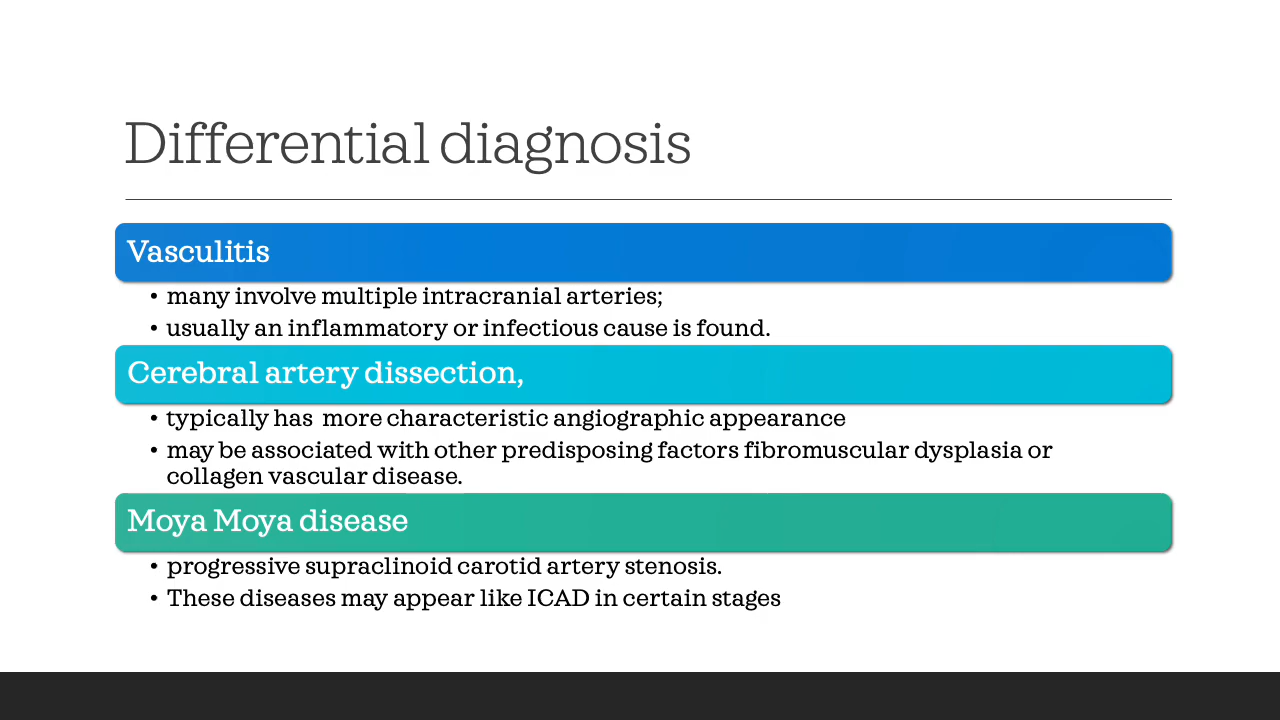 Differential diagnosis
Vasculitis
• many involve multiple intracranial arteries;
• usually an inflammatory or infectious cause is found.
Cerebral artery dissection,
• typically has  more characteristic angiographic appearance
• may be associated with other predisposing factors fibromuscular dysplasia or
collagen vascular disease.
Moya Moya disease
• progressive supraclinoid carotid artery stenosis.
• These diseases may appear like ICAD in certain stages